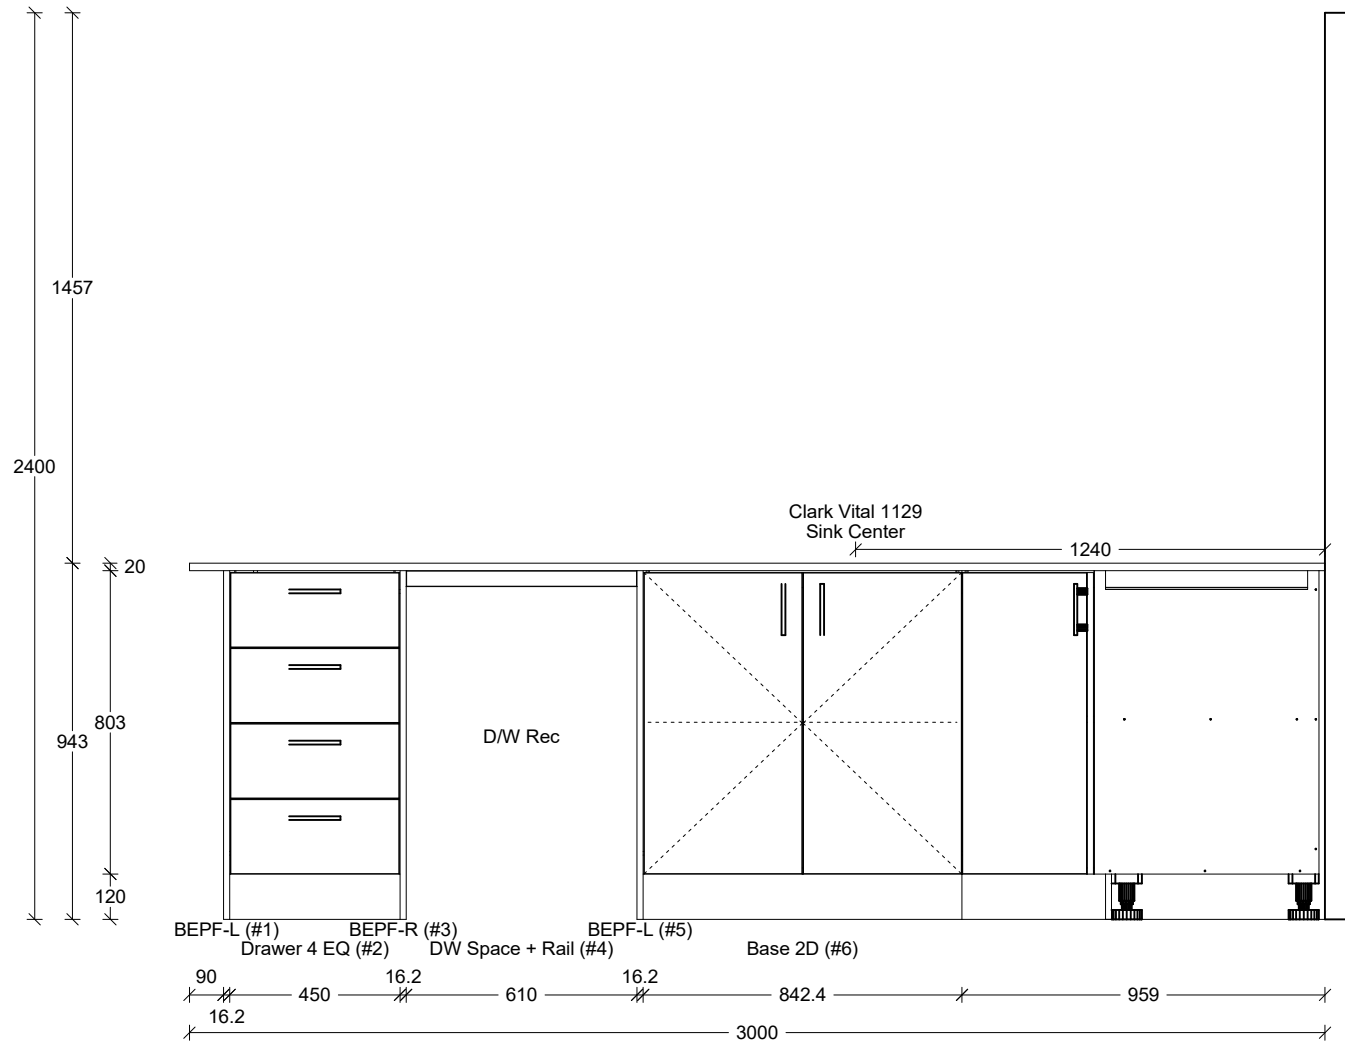 1457
2400
Clark Vital 1129
Sink Center
1240
20
803
943
D/W Rec
120
BEPF-L (#1)
BEPF-R (#3)
BEPF-L (#5)
Drawer 4 EQ (#2)
DW Space + Rail (#4)
Base 2D (#6)
90
16.2
16.2
450
610
842.4
959
16.2
3000